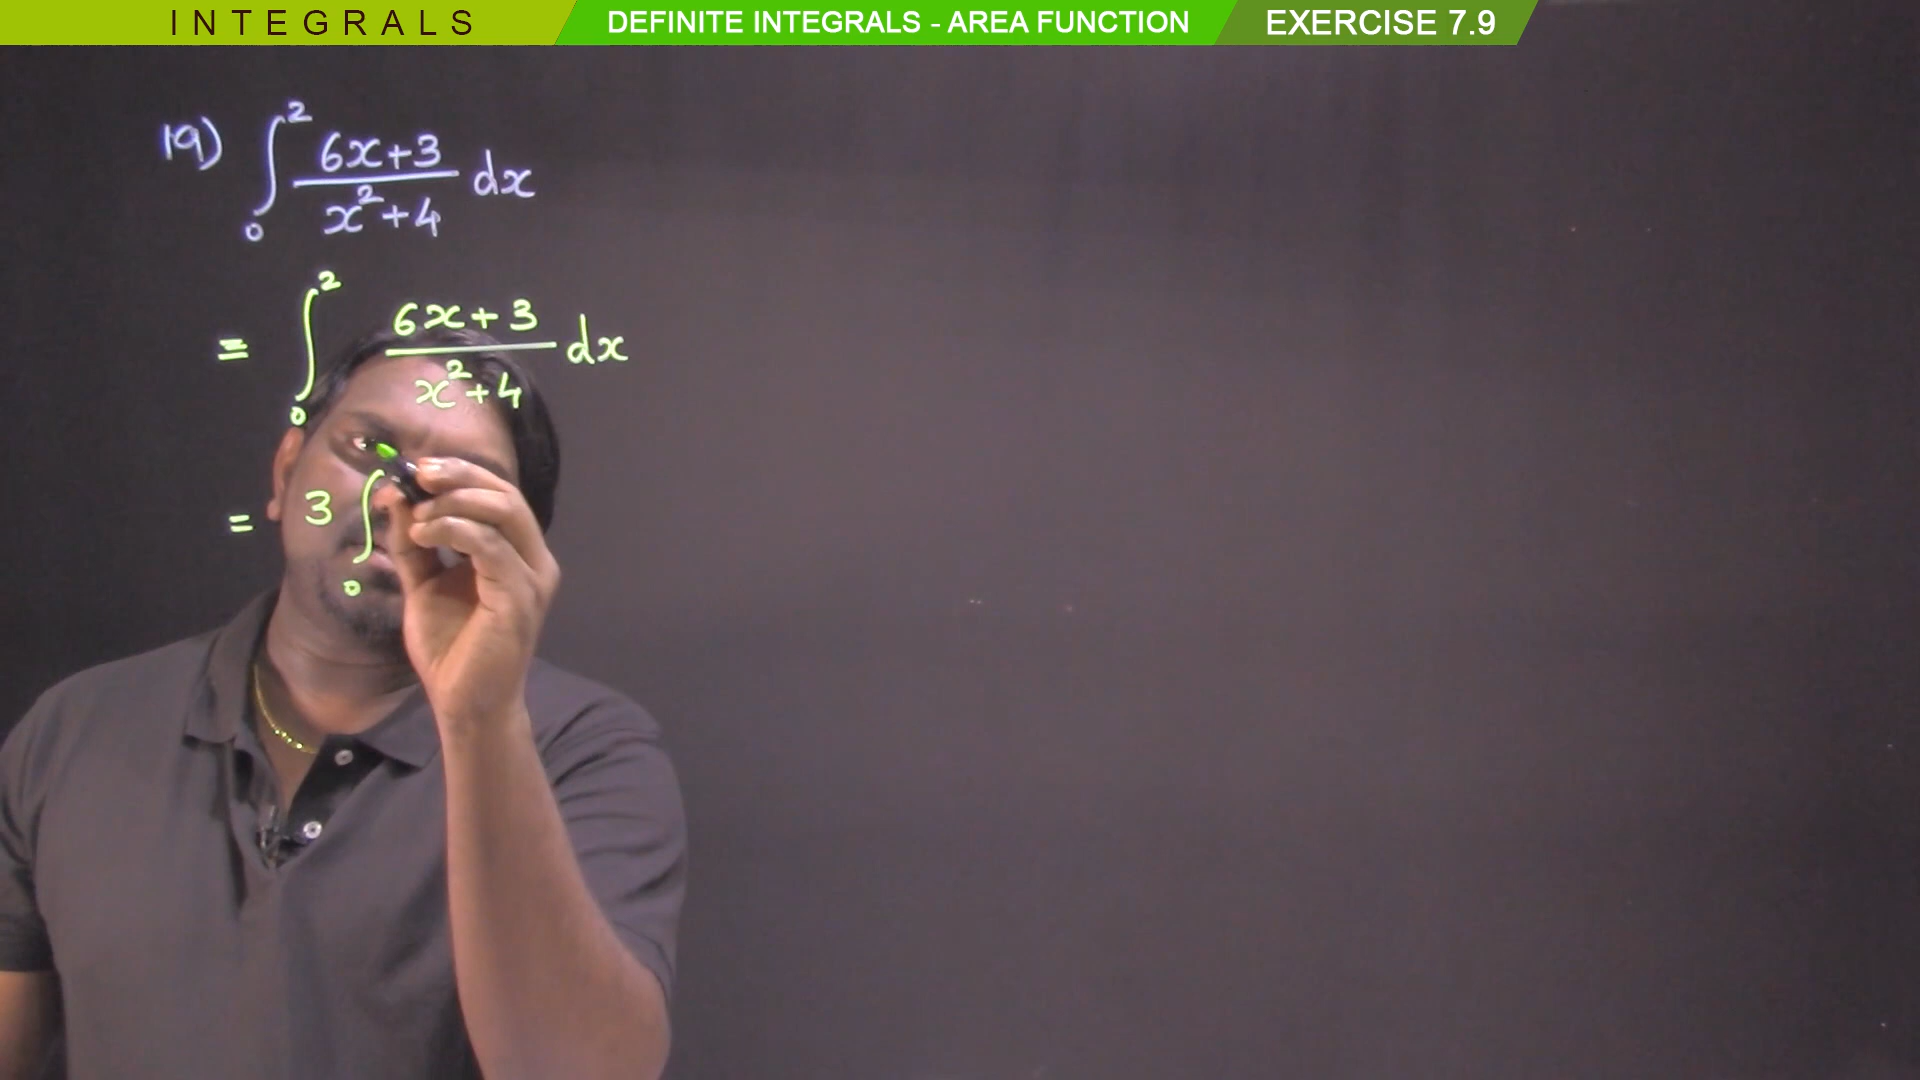 INTEGRALS DEFINITE INTEGRALS - AREA FUNCTION EXERCISE 7.9
19) ∫₀² (6x+3)/(x²+4) dx
= ∫₀² (6x+3)/(x²+4) dx
= 3 ∫₀